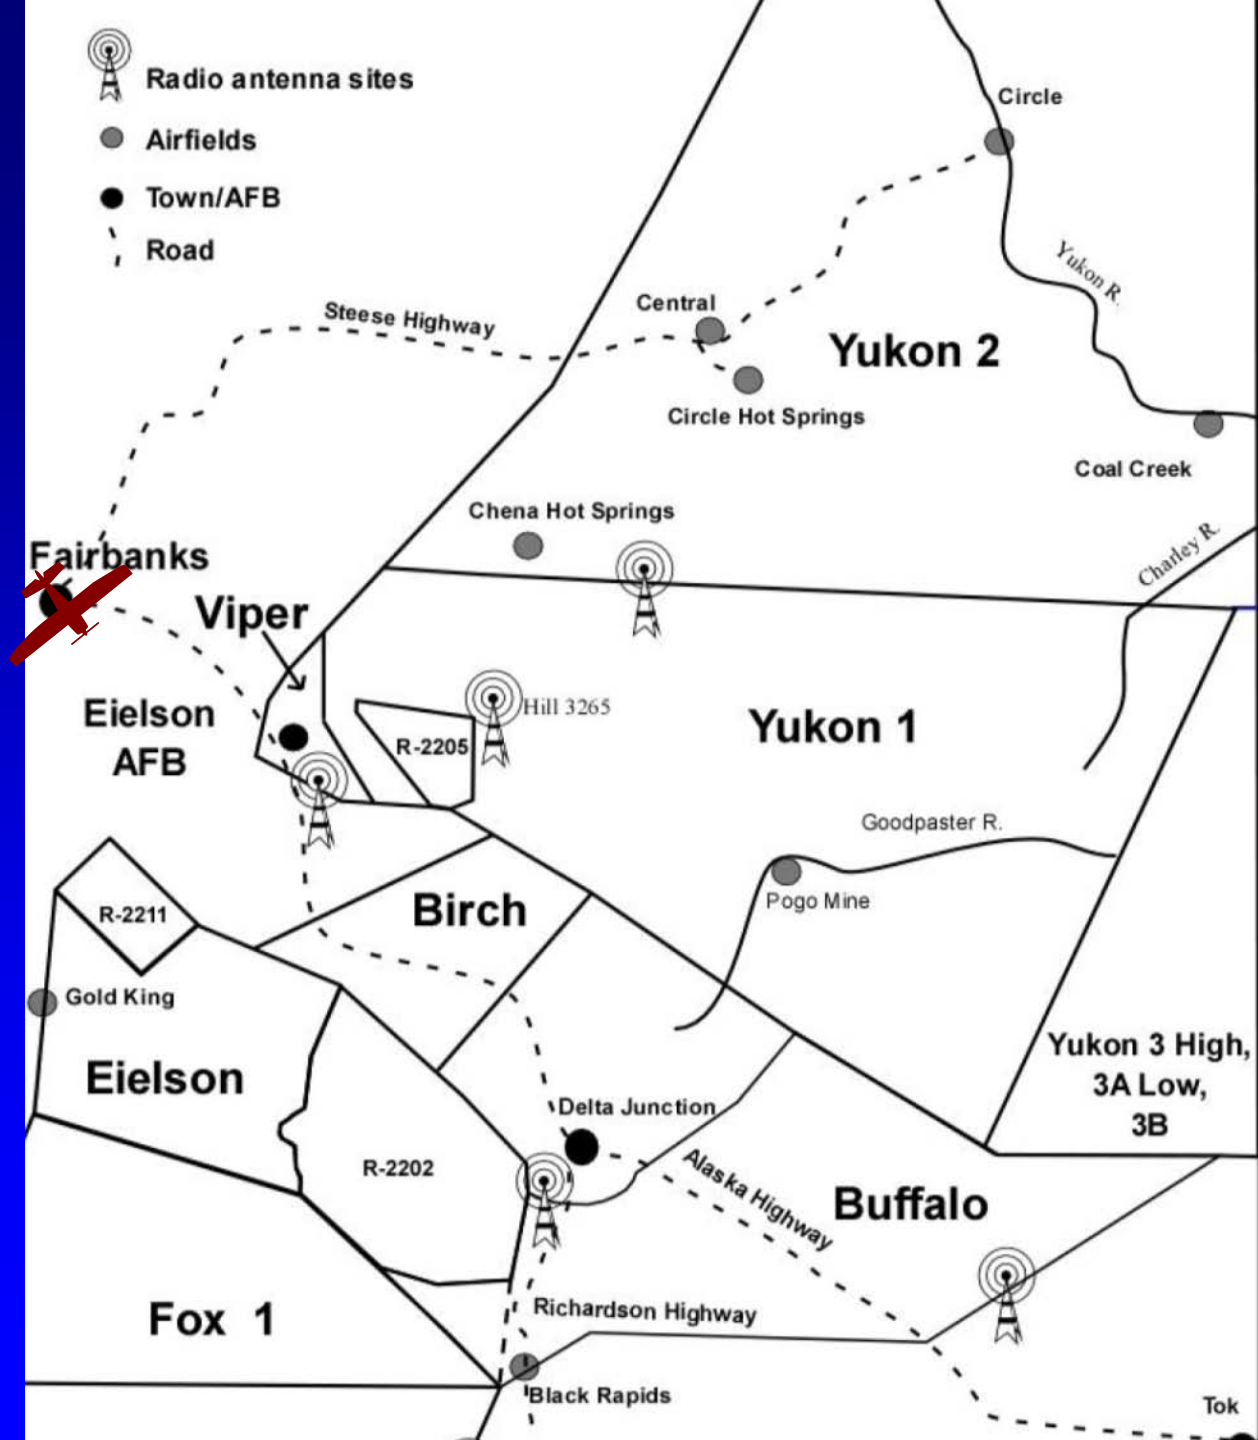 Radio antenna sites
Airfields
Town/AFB
Road
Circle
Yukon R.
Steese Highway
Central
Yukon 2
Circle Hot Springs
Coal Creek
Chena Hot Springs
Charley R.
Fairbanks
Viper
Hill 3265
Eielson
AFB
R-2205
Yukon 1
Goodpaster R.
Pogo Mine
Birch
R-2211
Gold King
Eielson
Yukon 3 High,
3A Low,
3B
Delta Junction
R-2202
Alaska Highway
Buffalo
Fox 1
Richardson Highway
Black Rapids
Tok